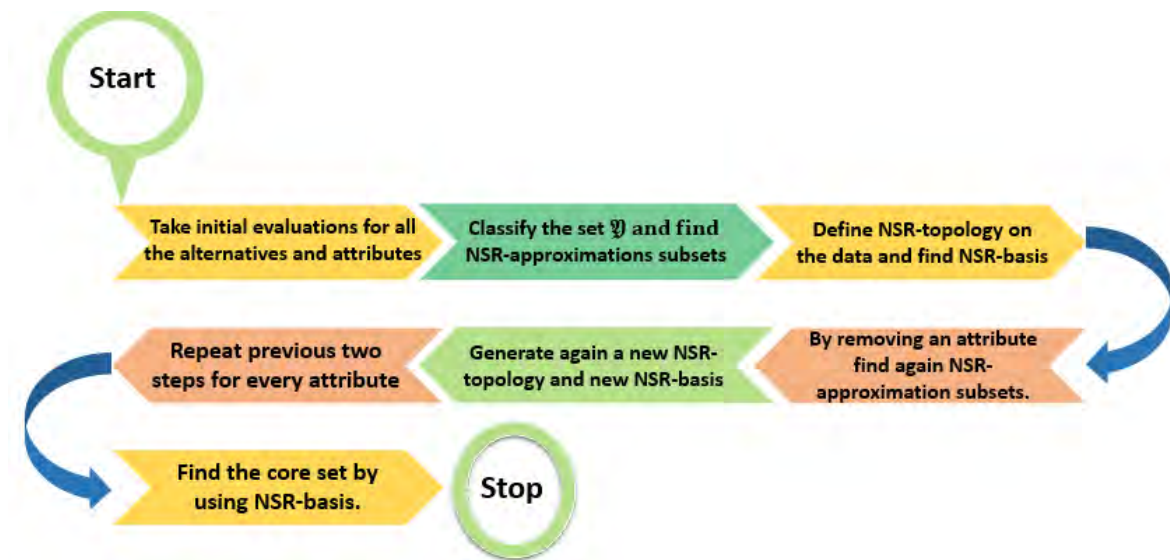 Start
Take initial evaluations for all
the alternatives and attributes
Classify the set 𝖄 and find
NSR-approximations subsets
Define NSR-topology on
the data and find NSR-basis
By removing an attribute
find again NSR-
approximation subsets.
Generate again a new NSR-
topology and new NSR-basis
Repeat previous two
steps for every attribute
Find the core set by
using NSR-basis.
Stop